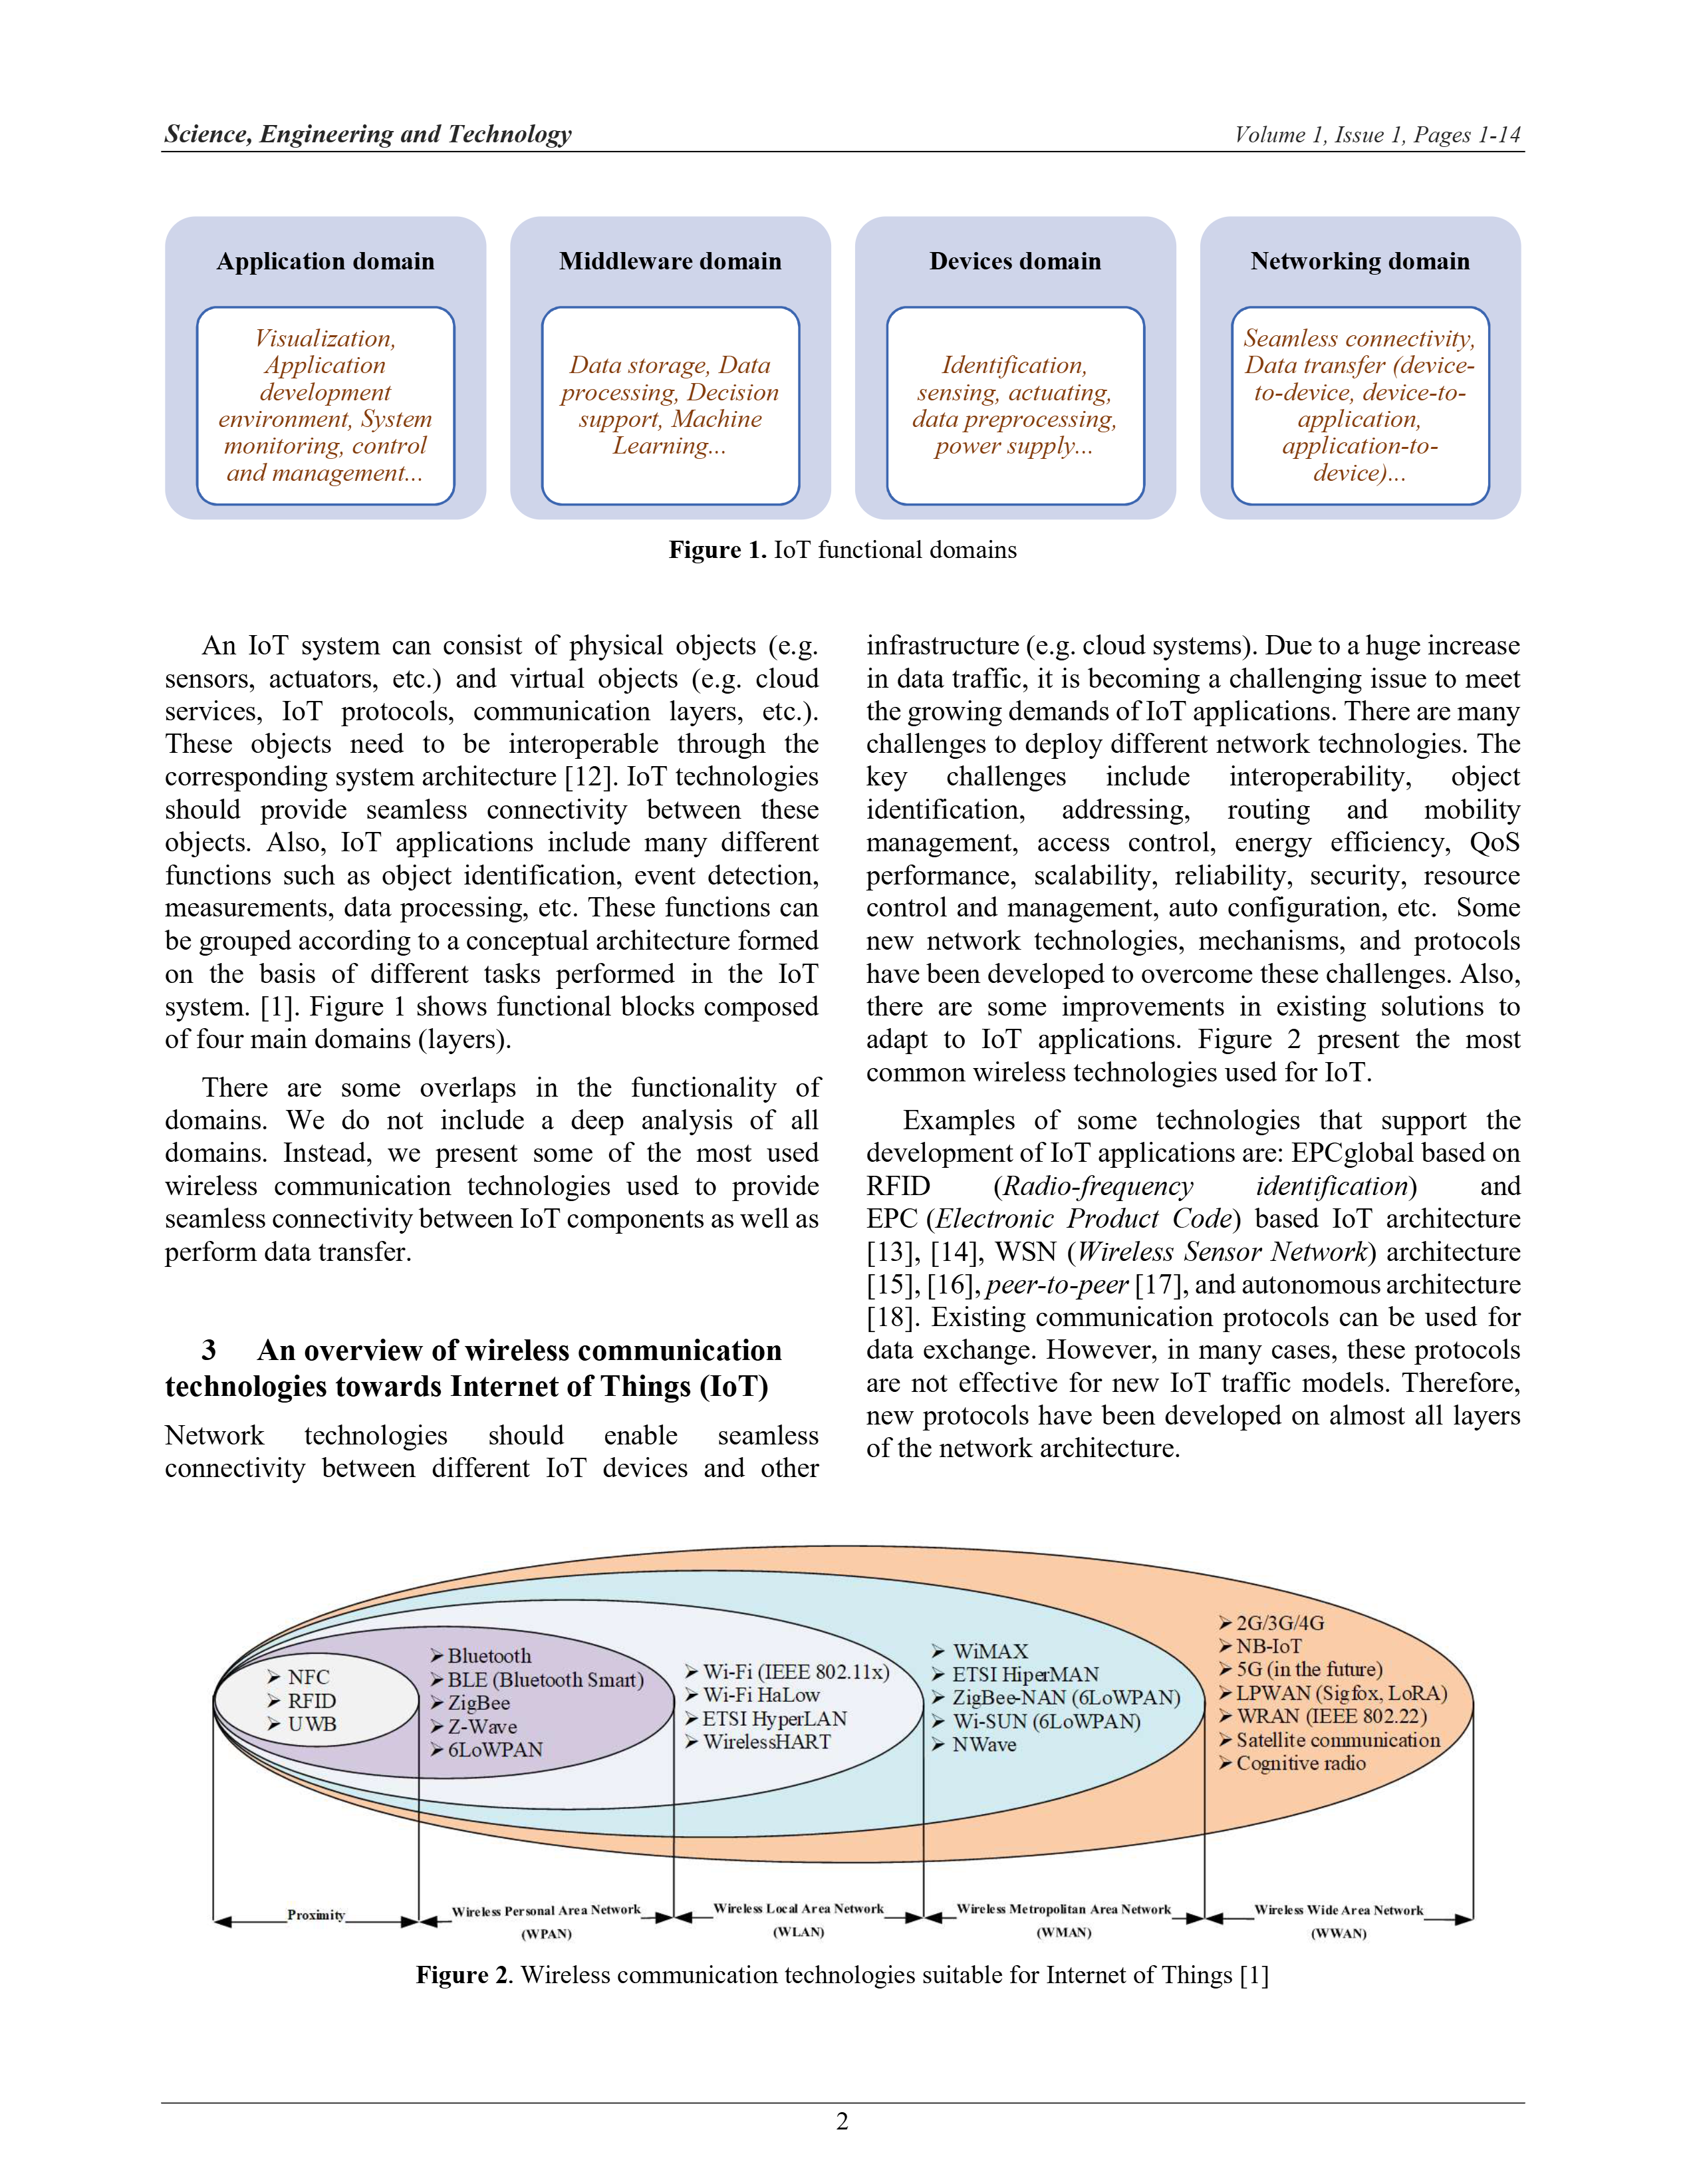 Science, Engineering and Technology
Volume 1, Issue 1, Pages 1-14
Application domain
Visualization,
Application
development
environment, System
monitoring, control
and management...
Middleware domain
Data storage, Data
processing, Decision
support, Machine
Learning...
Devices domain
Identification,
sensing, actuating,
data preprocessing,
power supply...
Networking domain
Seamless connectivity,
Data transfer (device-
to-device, device-to-
application,
application-to-
device)...
Figure 1. IoT functional domains
An IoT system can consist of physical objects (e.g.
sensors, actuators, etc.) and virtual objects (e.g. cloud
services, IoT protocols, communication layers, etc.).
These objects need to be interoperable through the
corresponding system architecture [12]. IoT technologies
should provide seamless connectivity between these
objects. Also, IoT applications include many different
functions such as object identification, event detection,
measurements, data processing, etc. These functions can
be grouped according to a conceptual architecture formed
on the basis of different tasks performed in the IoT
system. [1]. Figure 1 shows functional blocks composed
of four main domains (layers).
There are some overlaps in the functionality of
domains. We do not include a deep analysis of all
domains. Instead, we present some of the most used
wireless communication technologies used to provide
seamless connectivity between IoT components as well as
perform data transfer.
3 An overview of wireless communication
technologies towards Internet of Things (IoT)
Network technologies should enable seamless
connectivity between different IoT devices and other
infrastructure (e.g. cloud systems). Due to a huge increase
in data traffic, it is becoming a challenging issue to meet
the growing demands of IoT applications. There are many
challenges to deploy different network technologies. The
key challenges include interoperability, object
identification, addressing, routing and mobility
management, access control, energy efficiency, QoS
performance, scalability, reliability, security, resource
control and management, auto configuration, etc. Some
new network technologies, mechanisms, and protocols
have been developed to overcome these challenges. Also,
there are some improvements in existing solutions to
adapt to IoT applications. Figure 2 present the most
common wireless technologies used for IoT.
Examples of some technologies that support the
development of IoT applications are: EPCglobal based on
RFID (Radio-frequency identification) and
EPC (Electronic Product Code) based IoT architecture
[13], [14], WSN (Wireless Sensor Network) architecture
[15], [16], peer-to-peer [17], and autonomous architecture
[18]. Existing communication protocols can be used for
data exchange. However, in many cases, these protocols
are not effective for new IoT traffic models. Therefore,
new protocols have been developed on almost all layers
of the network architecture.
➢ NFC
➢ RFID
➢ UWB
➢ Bluetooth
➢ BLE (Bluetooth Smart)
➢ ZigBee
➢ Z-Wave
➢ 6LoWPAN
➢ Wi-Fi (IEEE 802.11x)
➢ Wi-Fi HaLow
➢ ETSI HyperLAN
➢ WirelessHART
➢ WiMAX
➢ ETSI HiperMAN
➢ ZigBee-NAN (6LoWPAN)
➢ Wi-SUN (6LoWPAN)
➢ NWave
➢ 2G/3G/4G
➢ NB-IoT
➢ 5G (in the future)
➢ LPWAN (Sigfox, LoRA)
➢ WRAN (IEEE 802.22)
➢ Satellite communication
➢ Cognitive radio
Proximity
Wireless Personal Area Network
(WPAN)
Wireless Local Area Network
(WLAN)
Wireless Metropolitan Area Network
(WMAN)
Wireless Wide Area Network
(WWAN)
Figure 2. Wireless communication technologies suitable for Internet of Things [1]
2